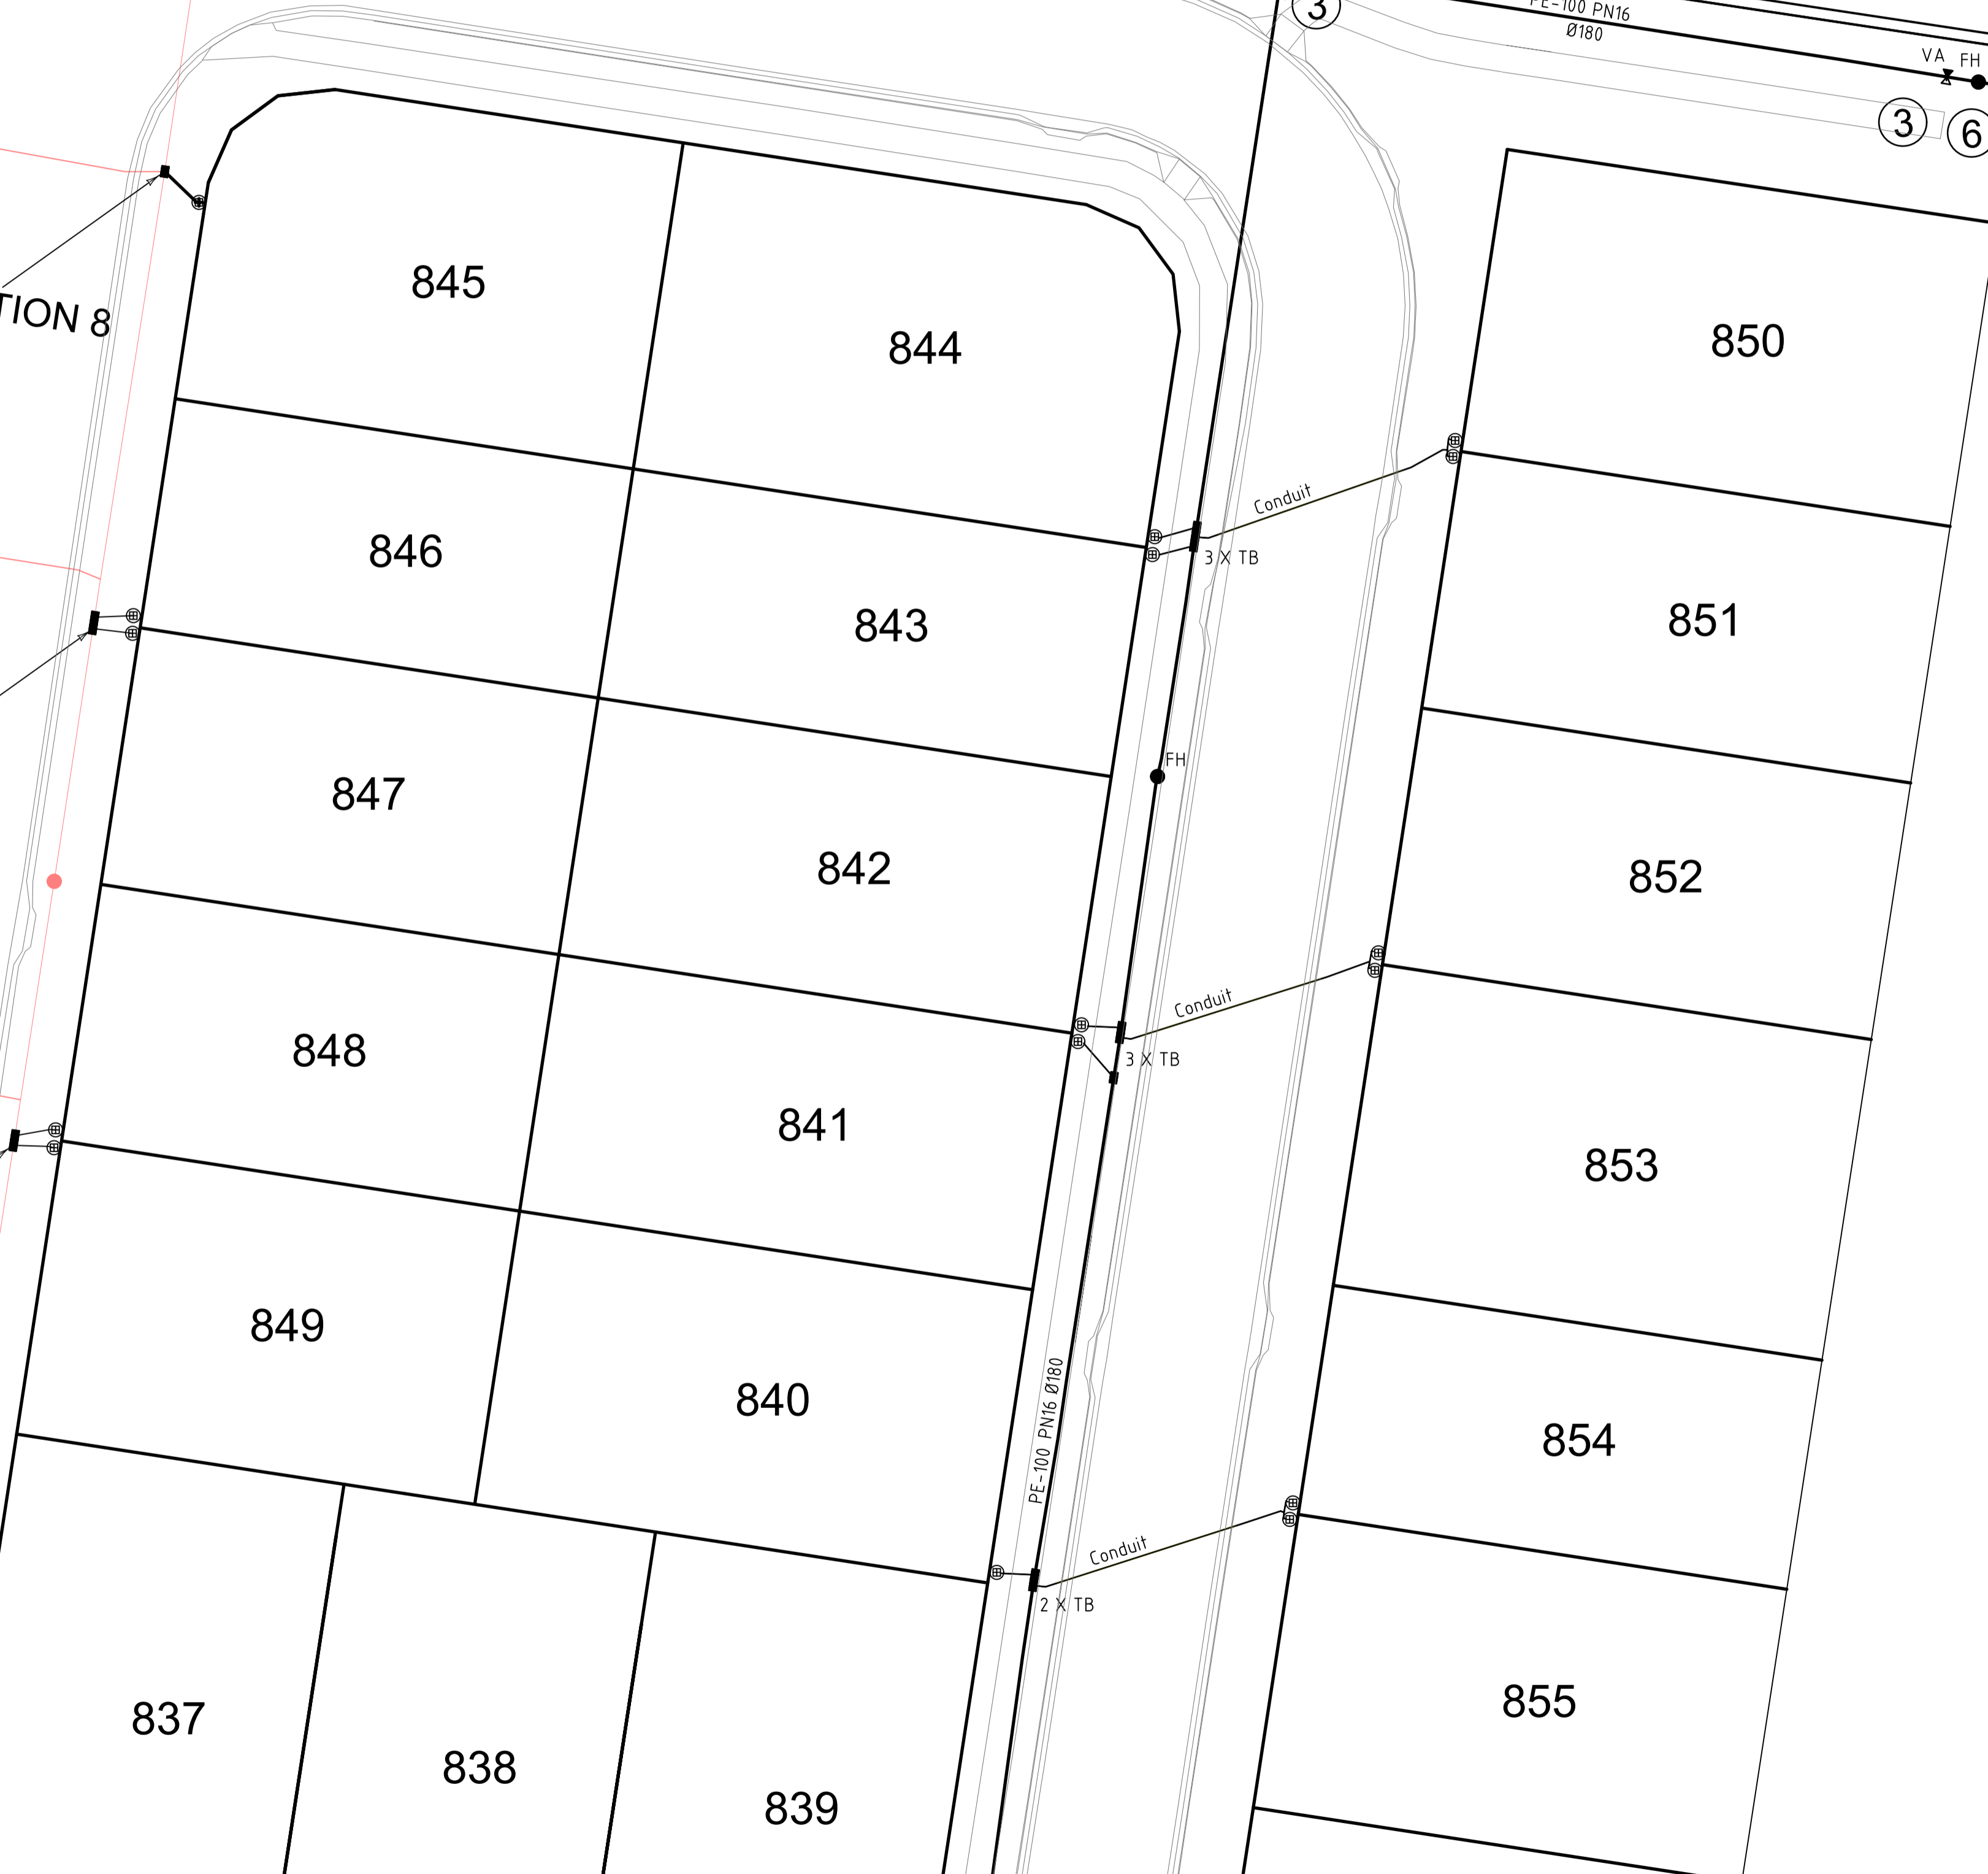 3
PE-100 PN16
Ø180
VA
FH
3
6
845
844
850
TION 8
Conduit
3 X TB
846
843
851
FH
847
842
852
Conduit
3 X TB
848
841
853
849
840
PE-100 PN16 Ø180
854
Conduit
2 X TB
837
838
839
855